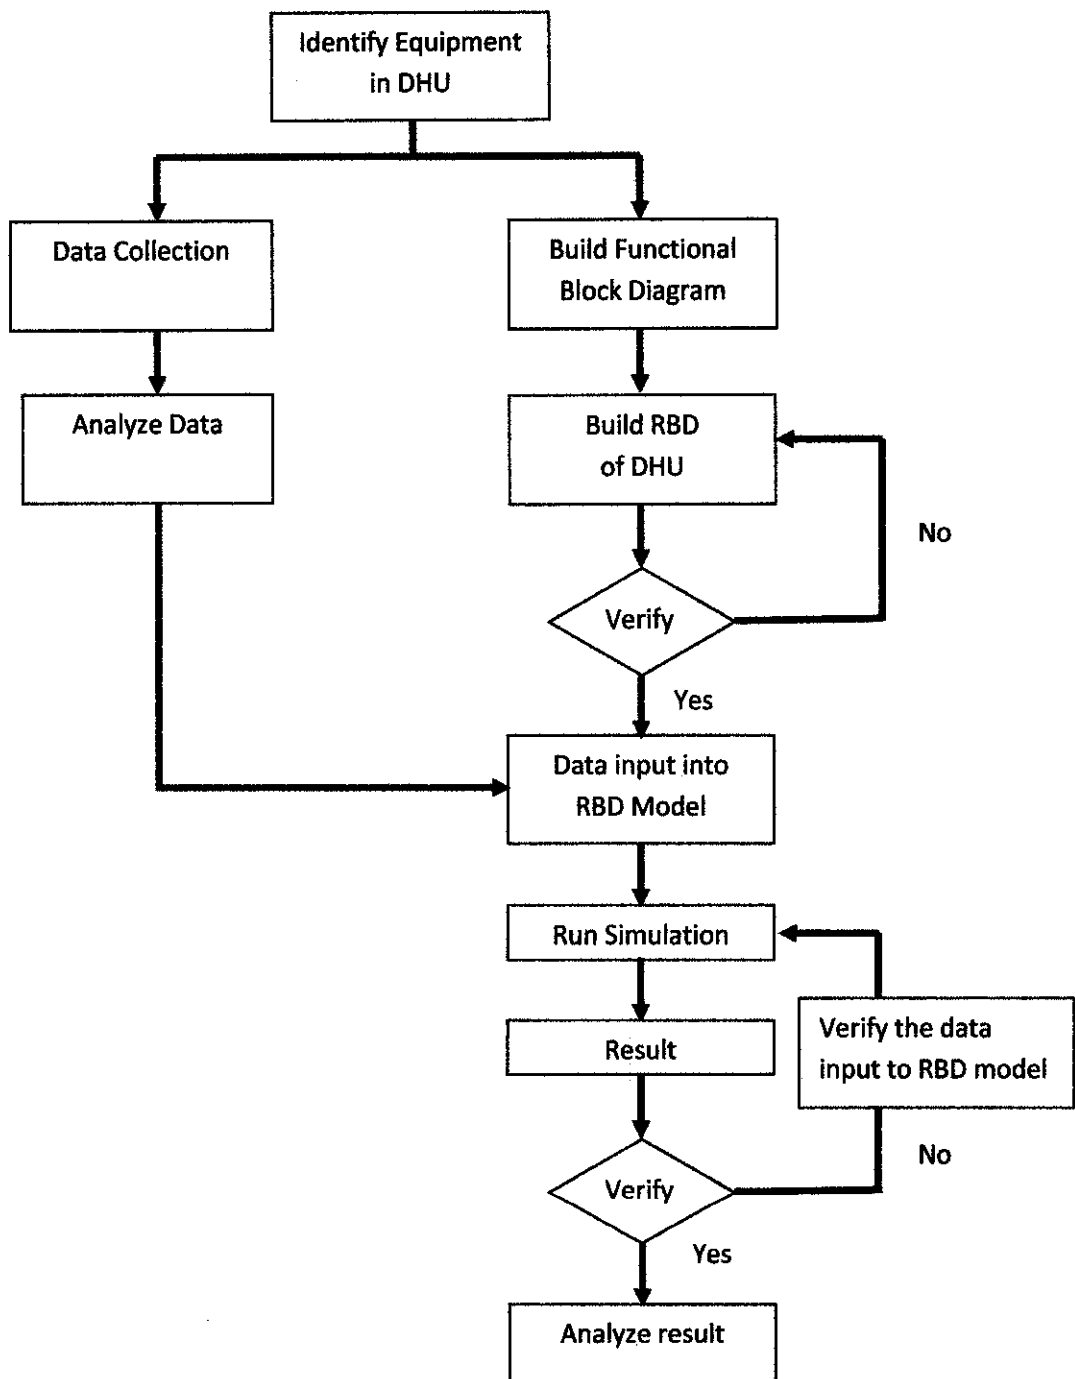 Identify Equipment
in DHU
Data Collection
Build Functional
Block Diagram
Analyze Data
Build RBD
of DHU
No
Verify
Yes
Data input into
RBD Model
Run Simulation
Verify the data
input to RBD model
Result
No
Verify
Yes
Analyze result